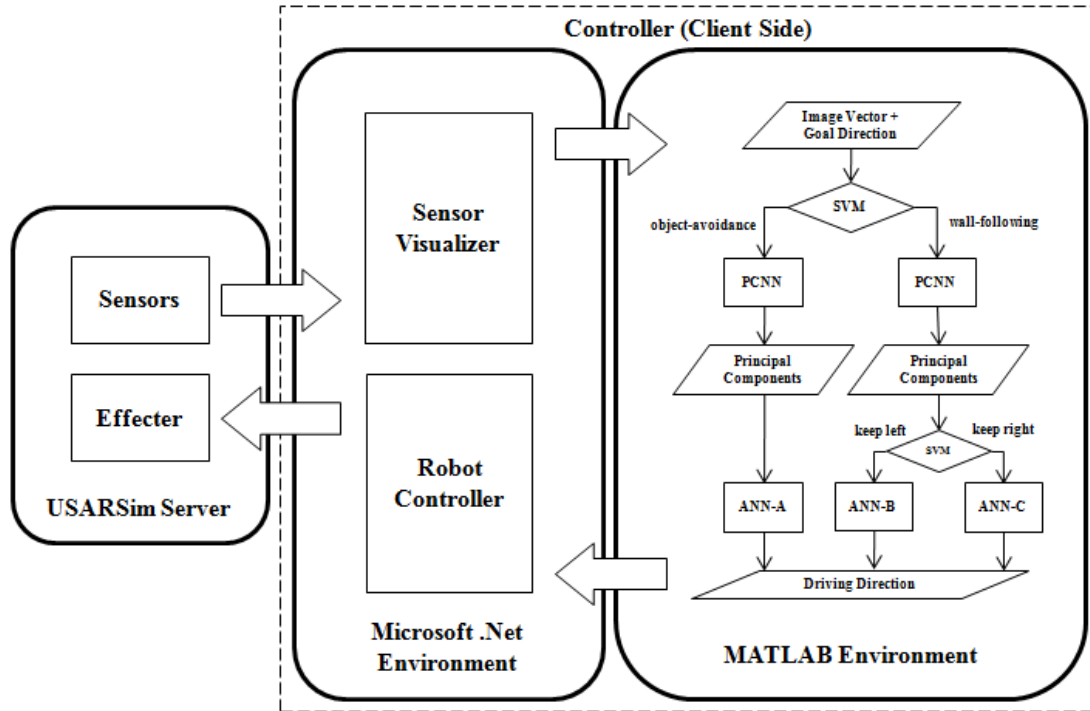 Controller (Client Side)
Sensors
Effecter
USARSim Server
Sensor
Visualizer
Robot
Controller
Microsoft .Net
Environment
Image Vector +
Goal Direction
SVM
object-avoidance
wall-following
PCNN
PCNN
Principal
Components
Principal
Components
keep left
keep right
SVM
ANN-A
ANN-B
ANN-C
Driving Direction
MATLAB Environment